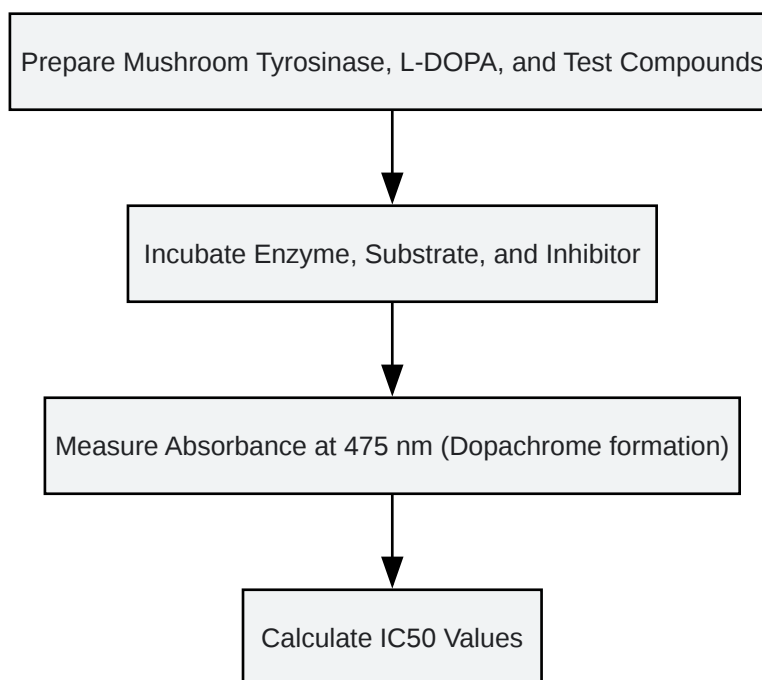 Prepare Mushroom Tyrosinase, L-DOPA, and Test Compounds
Incubate Enzyme, Substrate, and Inhibitor
Measure Absorbance at 475 nm (Dopachrome formation)
Calculate IC50 Values